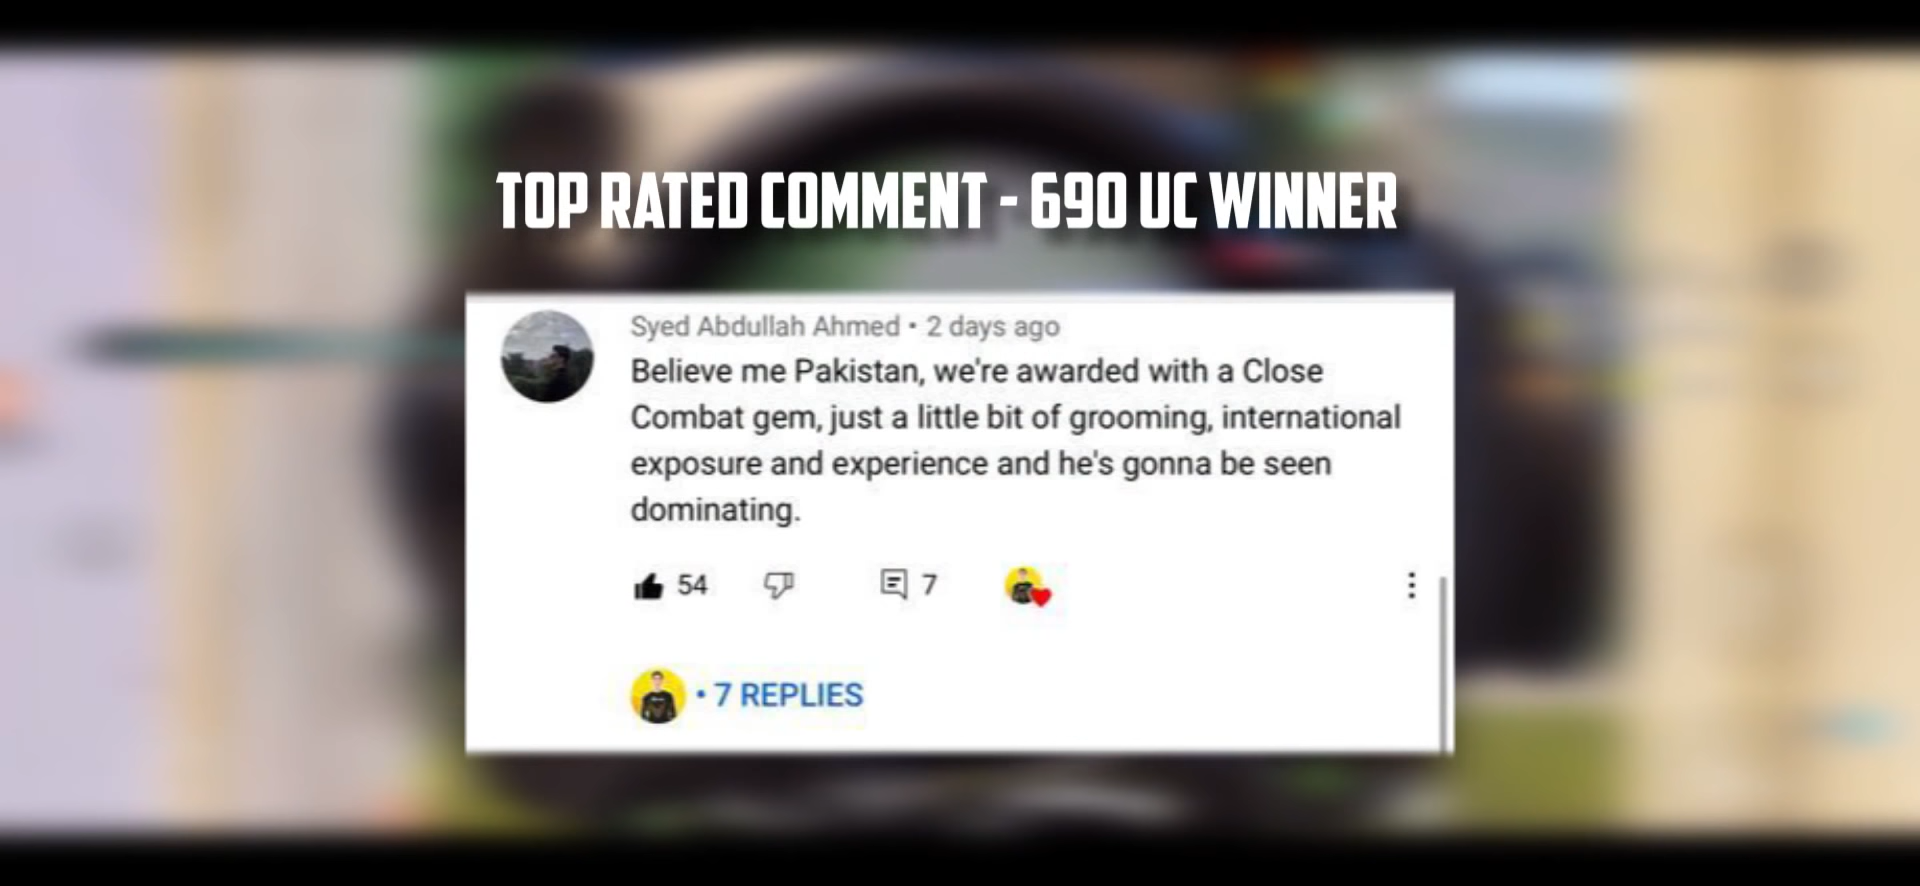 TOP RATED COMMENT - 690 UC WINNER
Syed Abdullah Ahmed • 2 days ago
Believe me Pakistan, we're awarded with a Close
Combat gem, just a little bit of grooming, international
exposure and experience and he's gonna be seen
dominating.
54 7
• 7 REPLIES